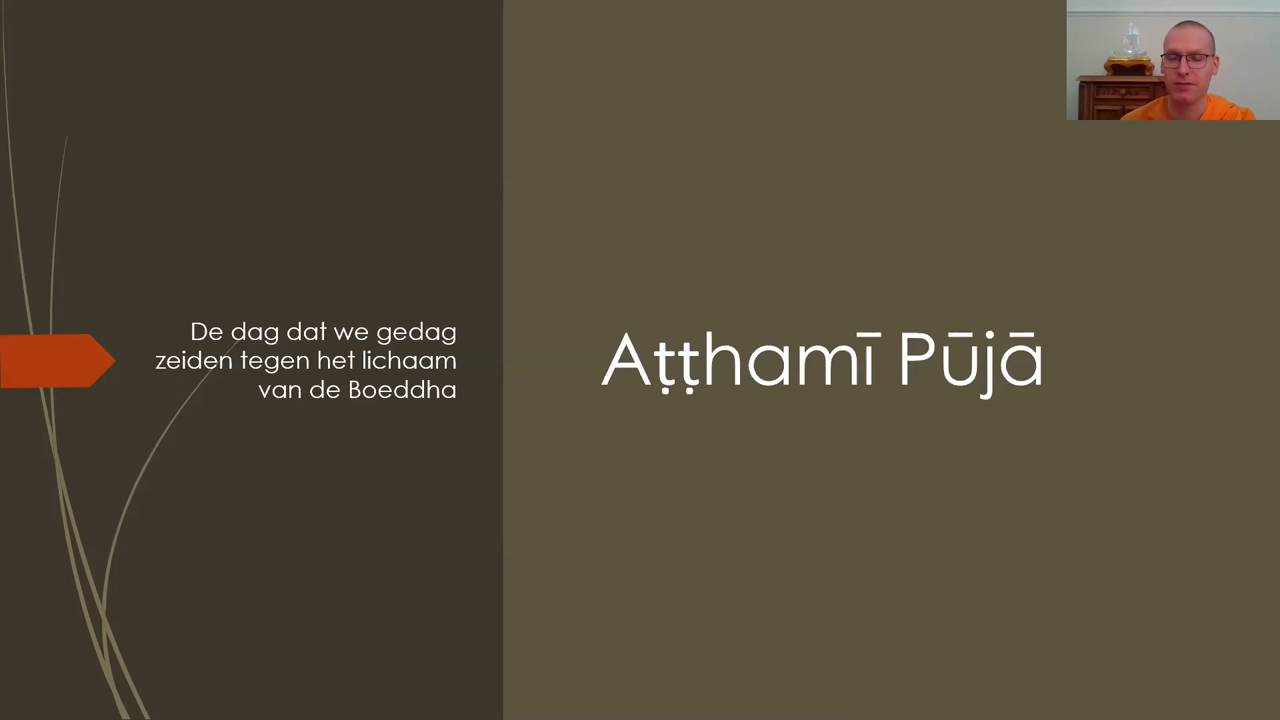 De dag dat we gedag
zeiden tegen het lichaam
van de Boeddha
Aṭṭhamī Pūjā